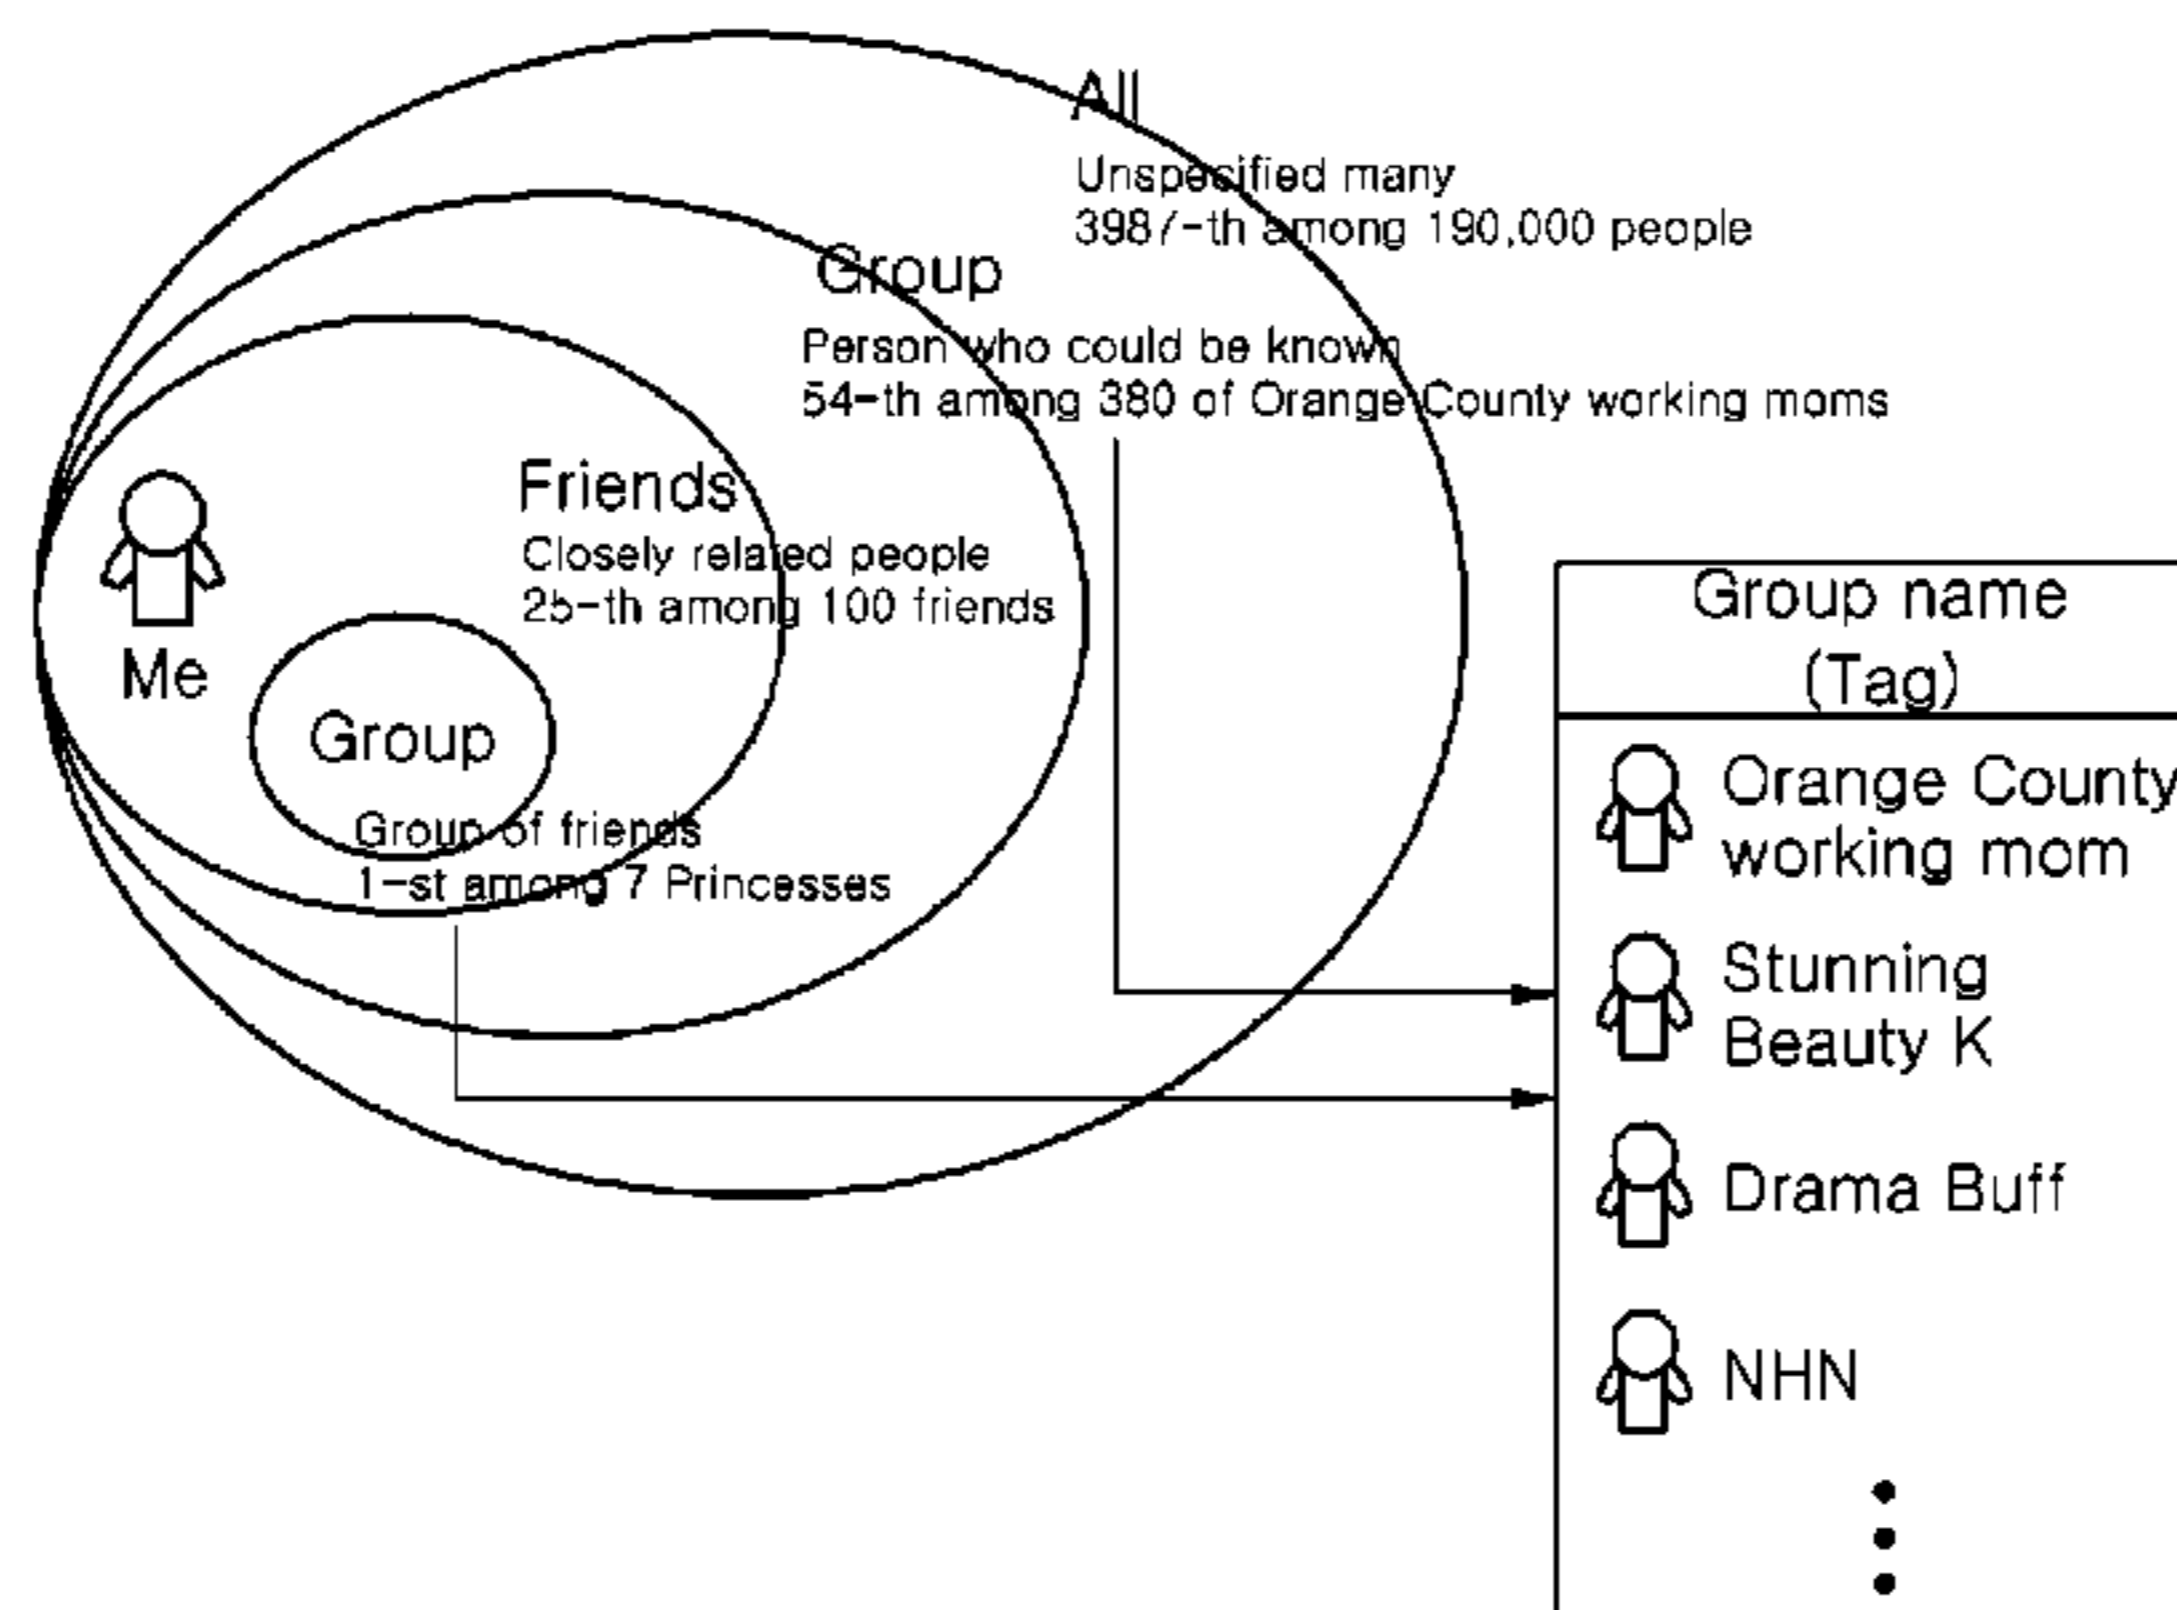 All
Unspecified many
3987-th among 190,000 people
Group
Person who could be known
54-th among 380 of Orange County working moms
Friends
Closely related people
25-th among 100 friends
Me
Group
Group of friends
1-st among 7 Princesses
Group name
(Tag)
Orange County
working mom
Stunning
Beauty K
Drama Buff
NHN